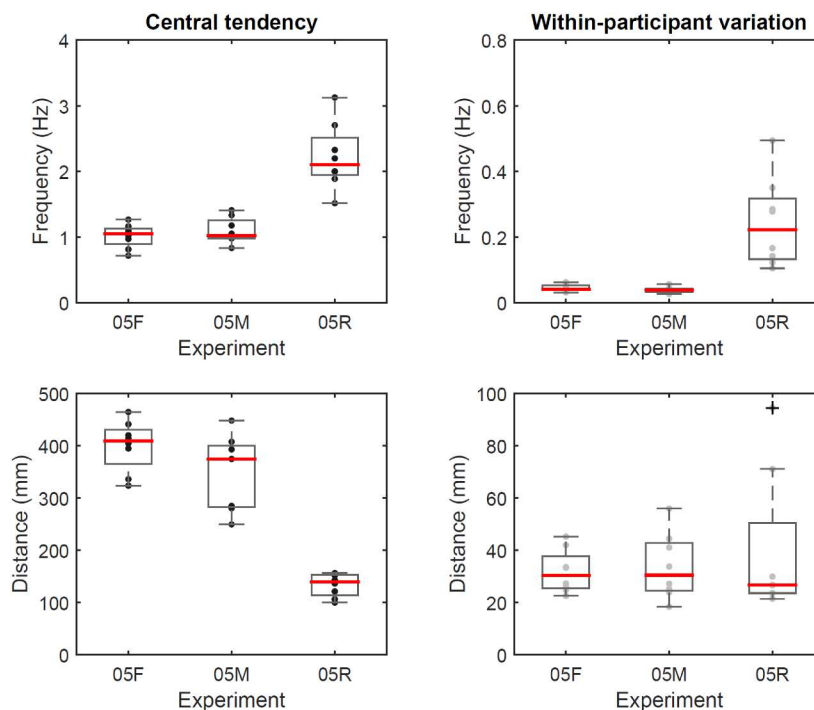 Central tendency
Frequency (Hz)
4
3
2
1
0
05F 05M 05R
Experiment
Within-participant variation
Frequency (Hz)
0.8
0.6
0.4
0.2
0
05F 05M 05R
Experiment
Distance (mm)
500
400
300
200
100
0
05F 05M 05R
Experiment
Distance (mm)
100
80
60
40
20
0
05F 05M 05R
Experiment